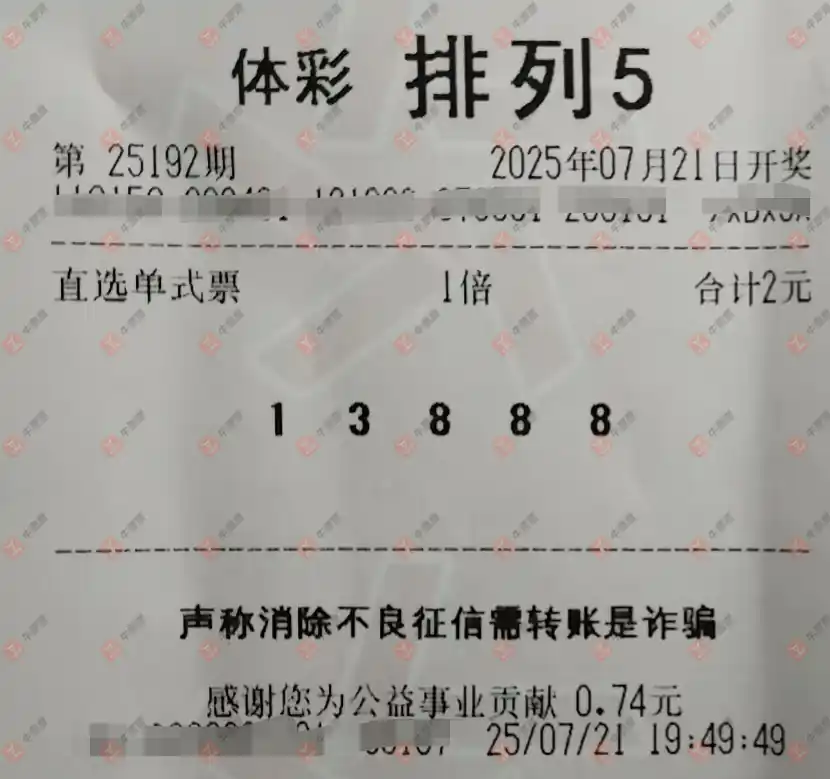 体彩 排列5
第 25192期 2025年07月21日开奖
直选单式票 1倍 合计2元
1 3 8 8 8
声称消除不良征信需转账是诈骗
感谢您为公益事业贡献 0.74元
25/07/21 19:49:49